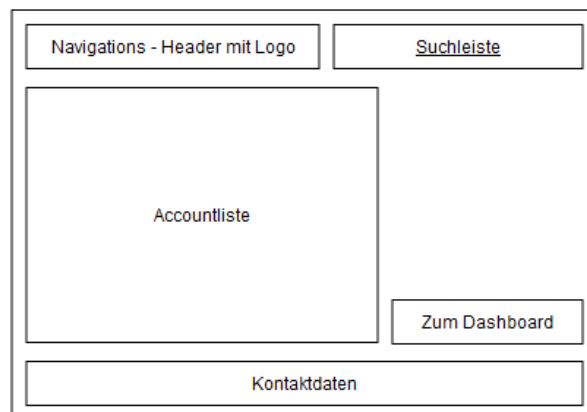 Navigations - Header mit Logo
Suchleiste
Accountliste
Zum Dashboard
Kontaktdaten